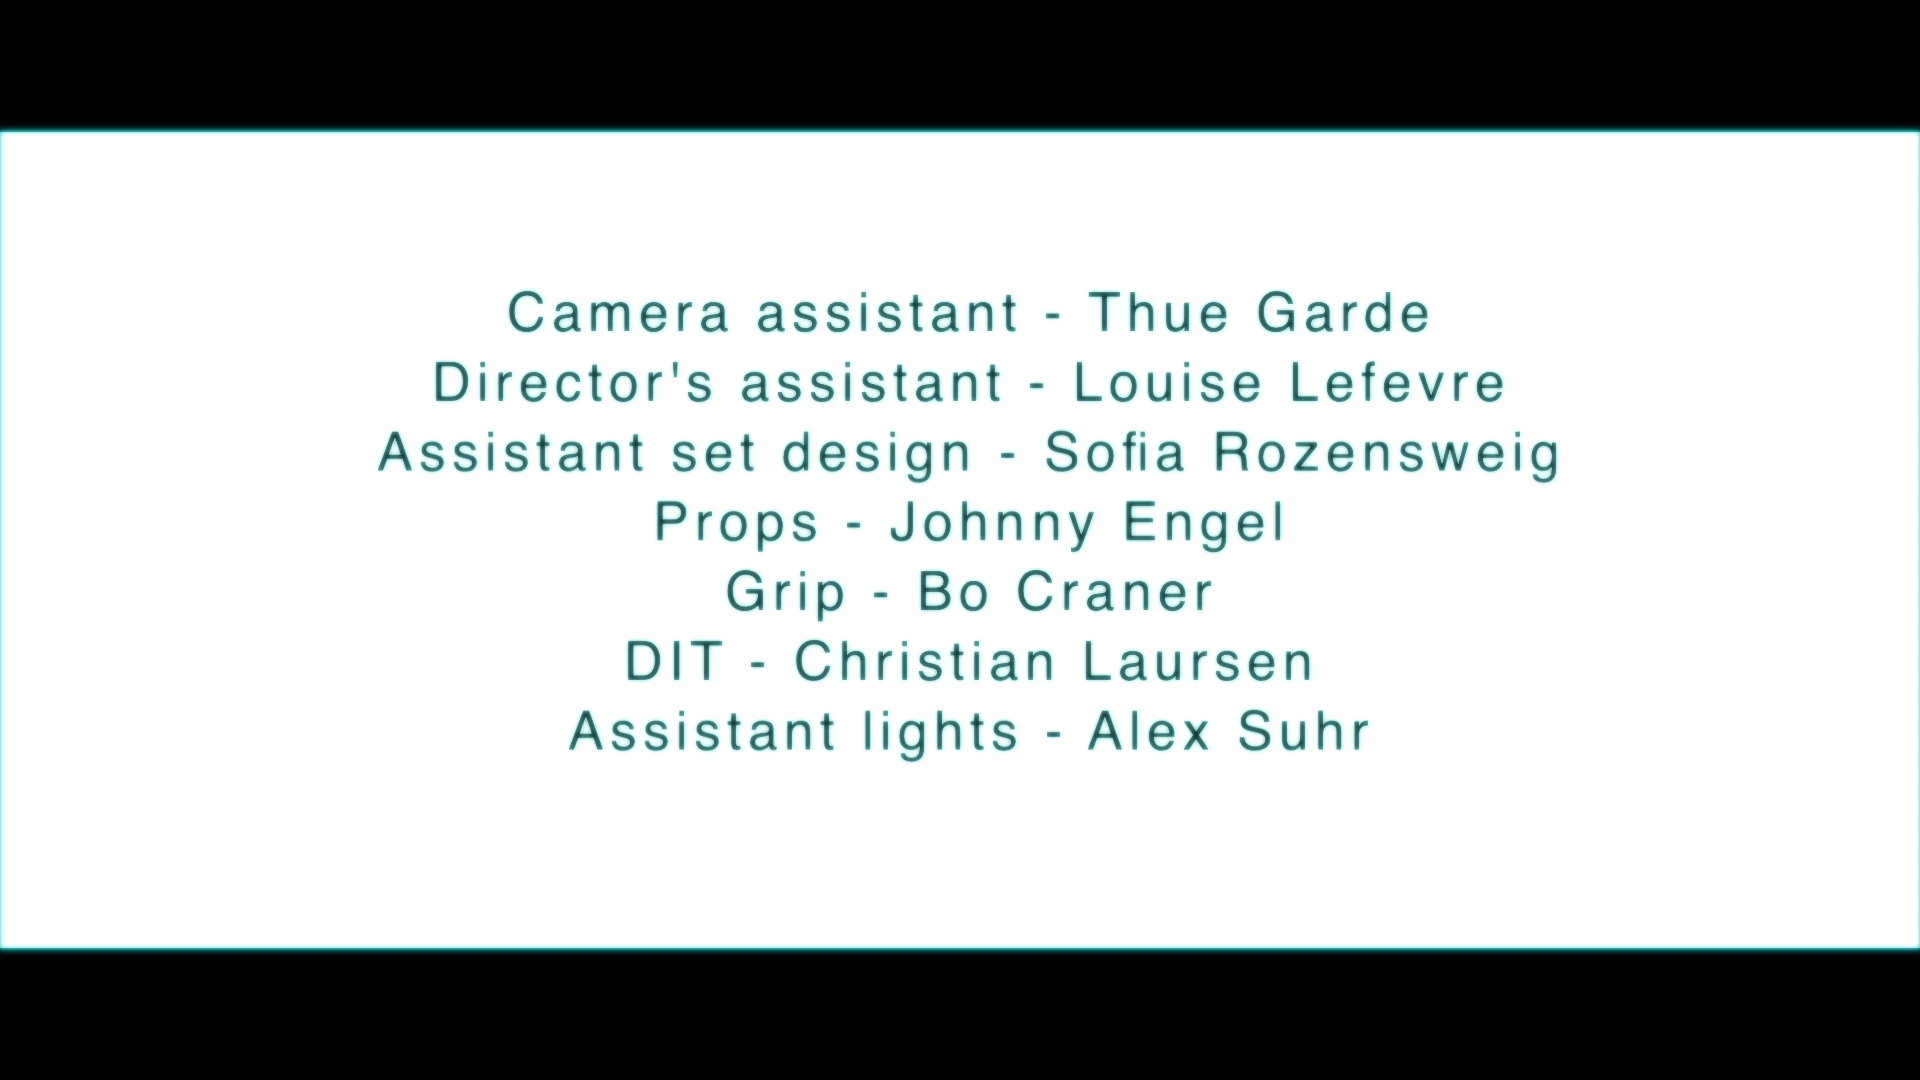 Camera assistant - Thue Garde
Director's assistant - Louise Lefevre
Assistant set design - Sofia Rozensweig
Props - Johnny Engel
Grip - Bo Craner
DIT - Christian Laursen
Assistant lights - Alex Suhr